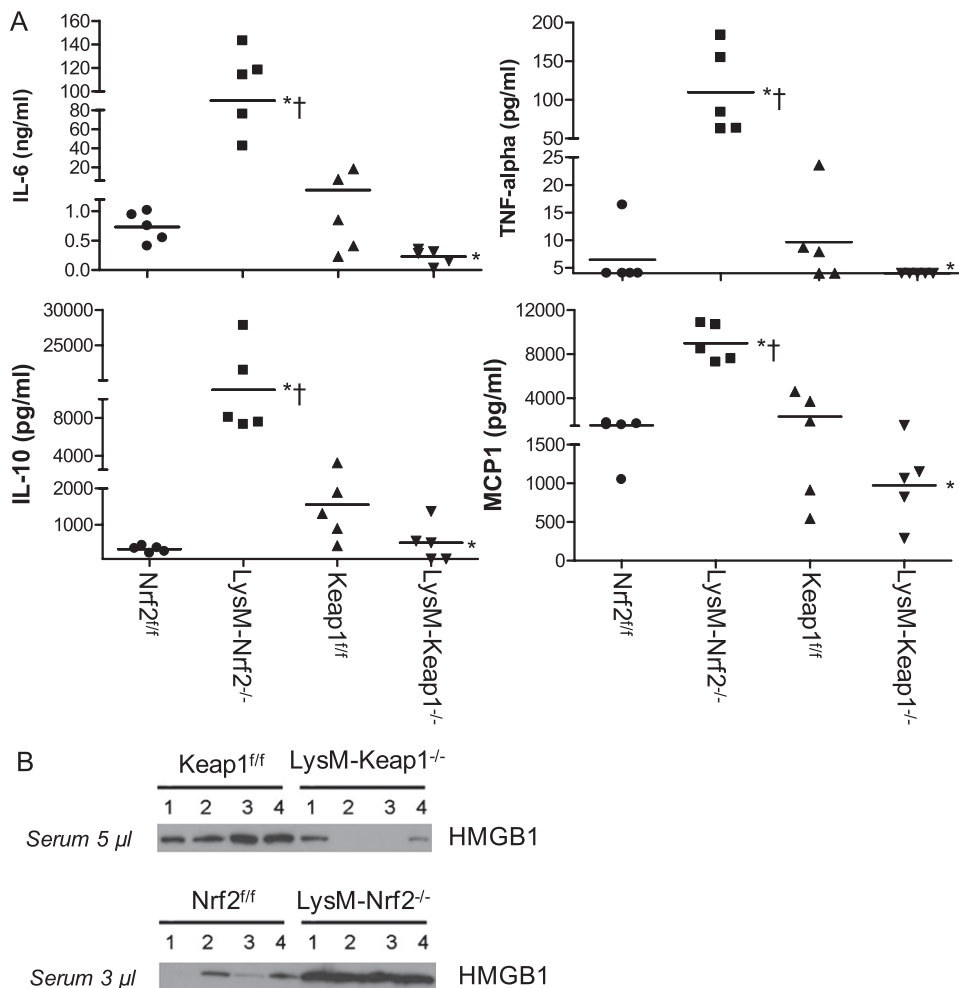 A
IL-6 (ng/ml)
160
140
120
100
80
60
40
20
1.0
0.5
0.0
*†
*
TNF-alpha (pg/ml)
200
150
100
50
25
20
15
10
5
*†
*
IL-10 (pg/ml)
30000
25000
8000
4000
2000
1000
*†
*
Nrf2f/f
LysM-Nrf2-/-
Keap1f/f
LysM-Keap1-/-
MCP1 (pg/ml)
12000
8000
4000
1500
1000
500
0
*†
*
Nrf2f/f
LysM-Nrf2-/-
Keap1f/f
LysM-Keap1-/-
B
Keap1f/f LysM-Keap1-/-
1 2 3 4 1 2 3 4
Serum 5 µl HMGB1
Nrf2f/f LysM-Nrf2-/-
1 2 3 4 1 2 3 4
Serum 3 µl HMGB1